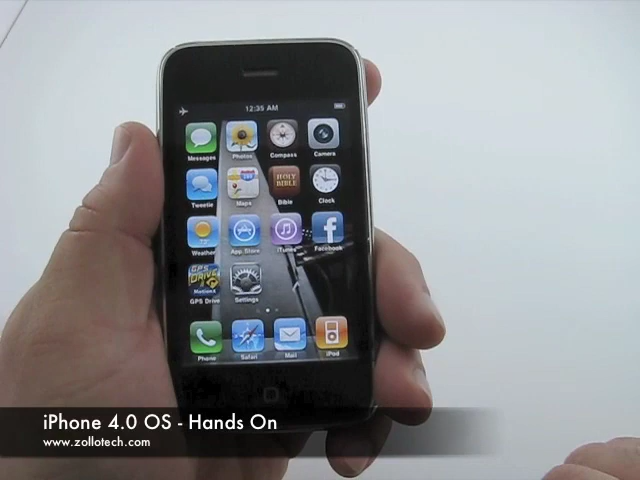 12:35 AM
Messages Photos Compass Camera
HOLY BIBLE
Tweetie Maps Bible Clock
Weather App Store iTunes Facebook
GPS DRIVE
MotionX
GPS Drive Settings
Phone Safari Mail iPod
iPhone 4.0 OS - Hands On
www.zollotech.com